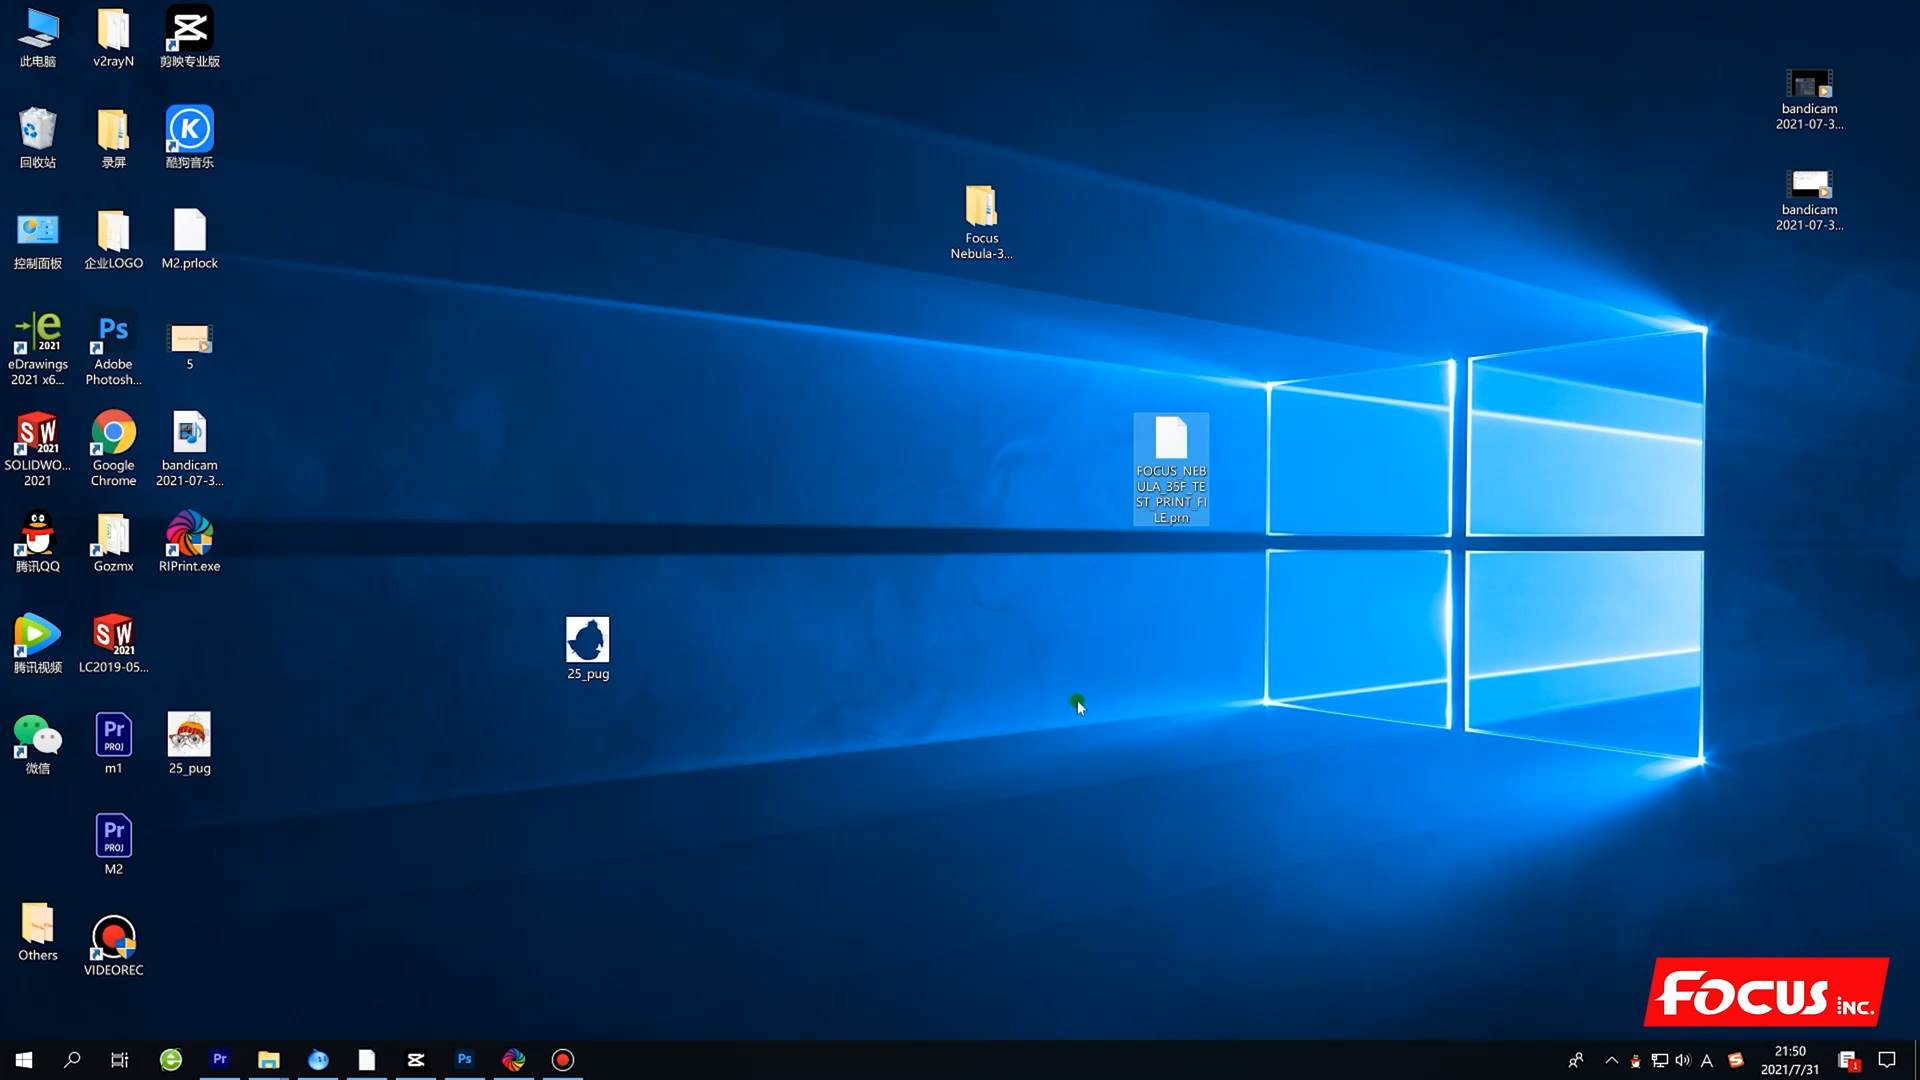 此电脑
v2rayN
剪映专业版
回收站
录屏
酷狗音乐
控制面板
企业LOGO
M2.prlock
eDrawings
2021 x6...
Adobe
Photosh...
5
SOLIDWO...
2021
Google
Chrome
bandicam
2021-07-3...
腾讯QQ
Gozmx
RIPrint.exe
腾讯视频
LC2019-05...
微信
m1
25_pug
M2
Others
VIDEOREC
25_pug
Focus
Nebula-3...
FOCUS_NEB
ULA_35F_TE
ST_PRINT_FI
LE.prn
bandicam
2021-07-3...
bandicam
2021-07-3...
FOCUS INC.
21:50
2021/7/31